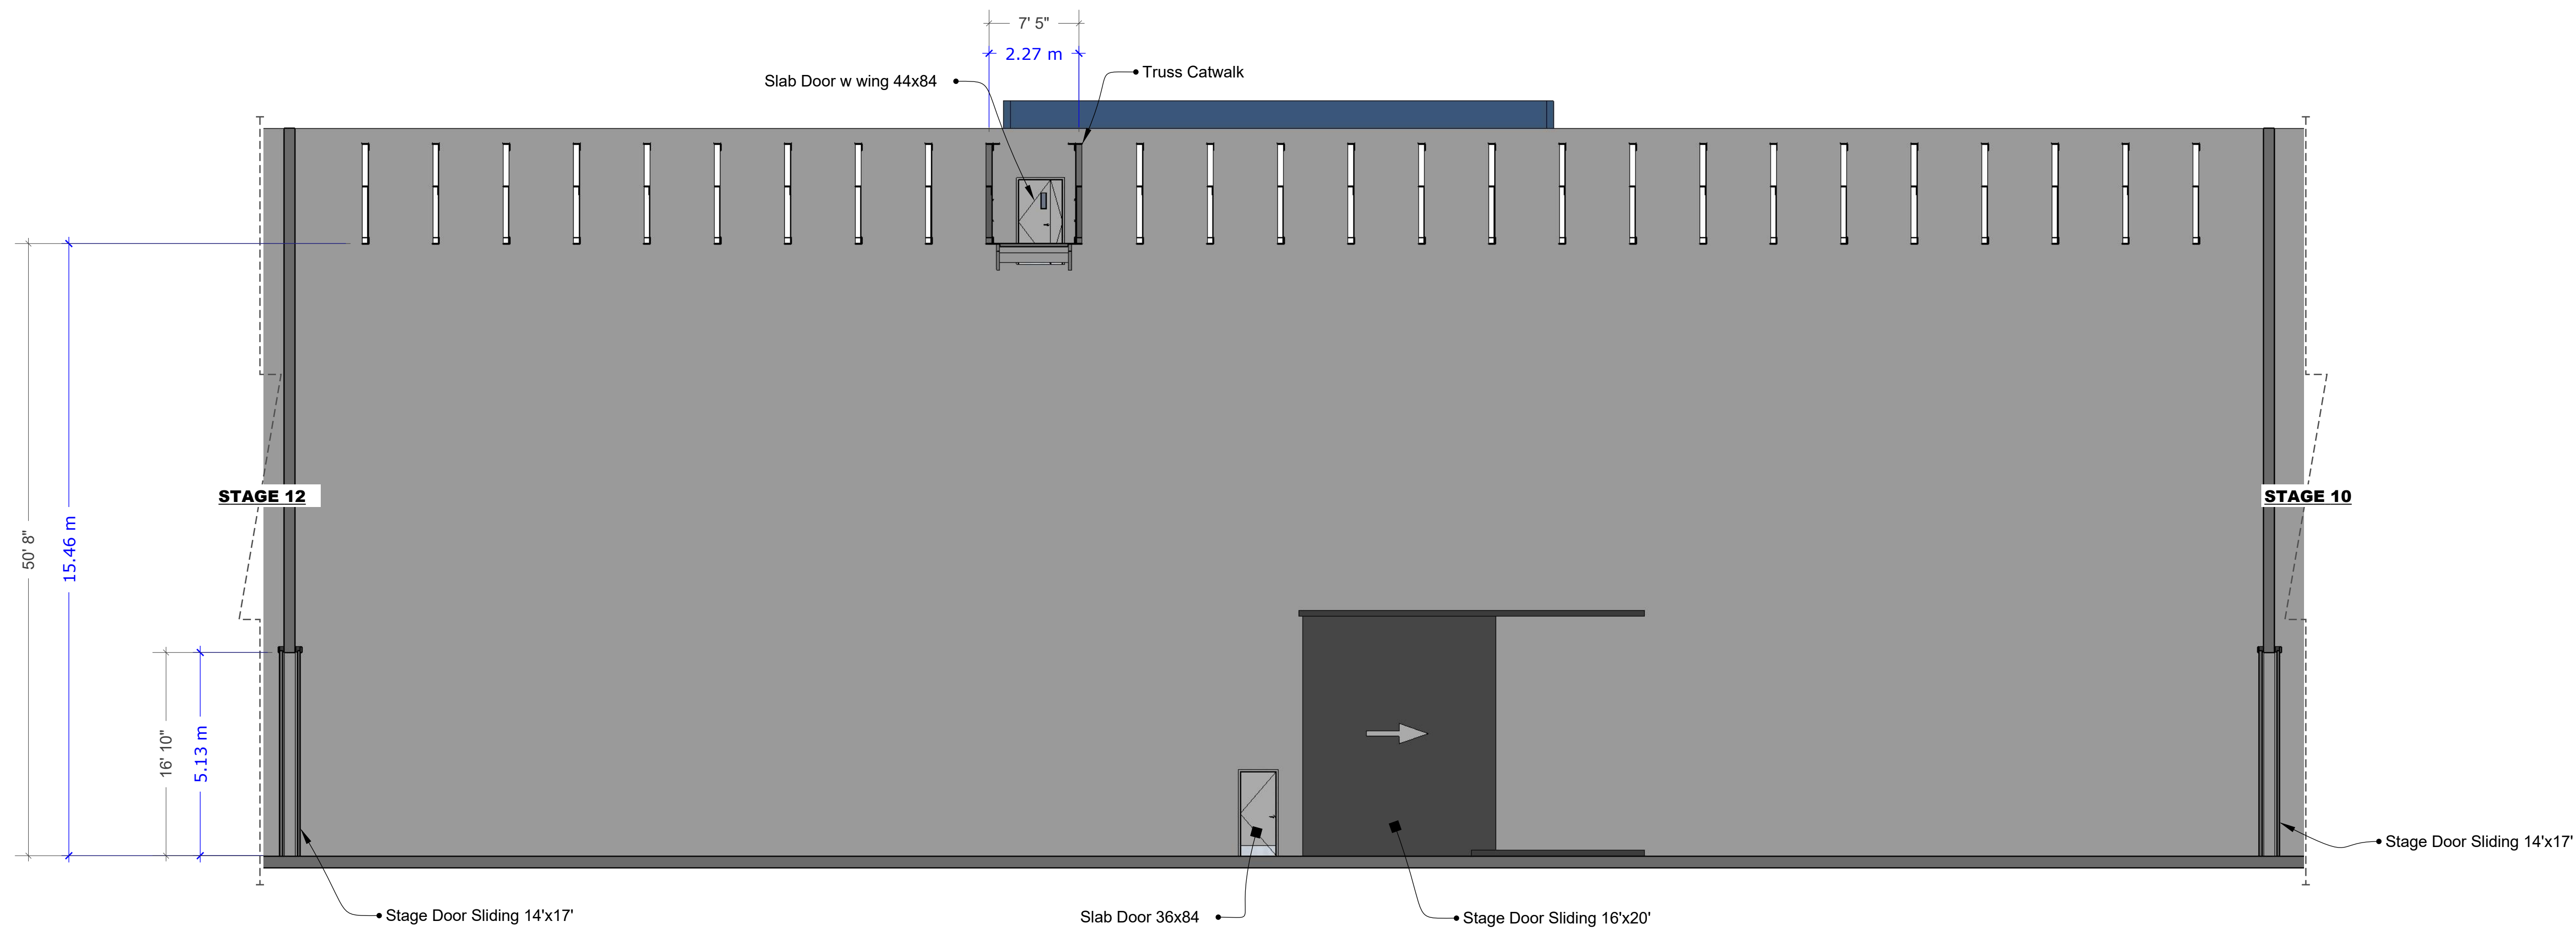 7' 5"
2.27 m
Slab Door w wing 44x84
Truss Catwalk
STAGE 12
STAGE 10
50' 8"
15.46 m
16' 10"
5.13 m
Stage Door Sliding 14'x17'
Stage Door Sliding 14'x17'
Slab Door 36x84
Stage Door Sliding 16'x20'